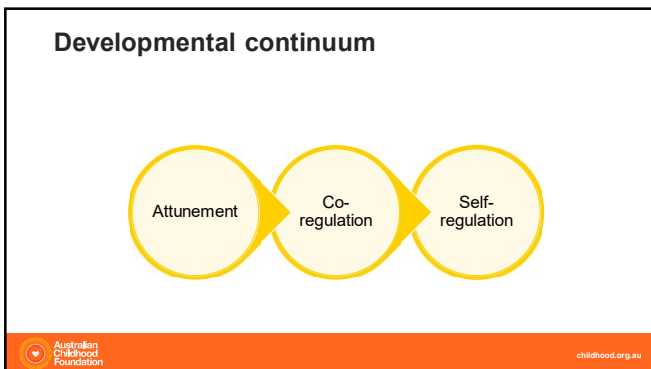 Developmental continuum
Attunement
Co-
regulation
Self-
regulation
Australian
Childhood
Foundation
childhood.org.au